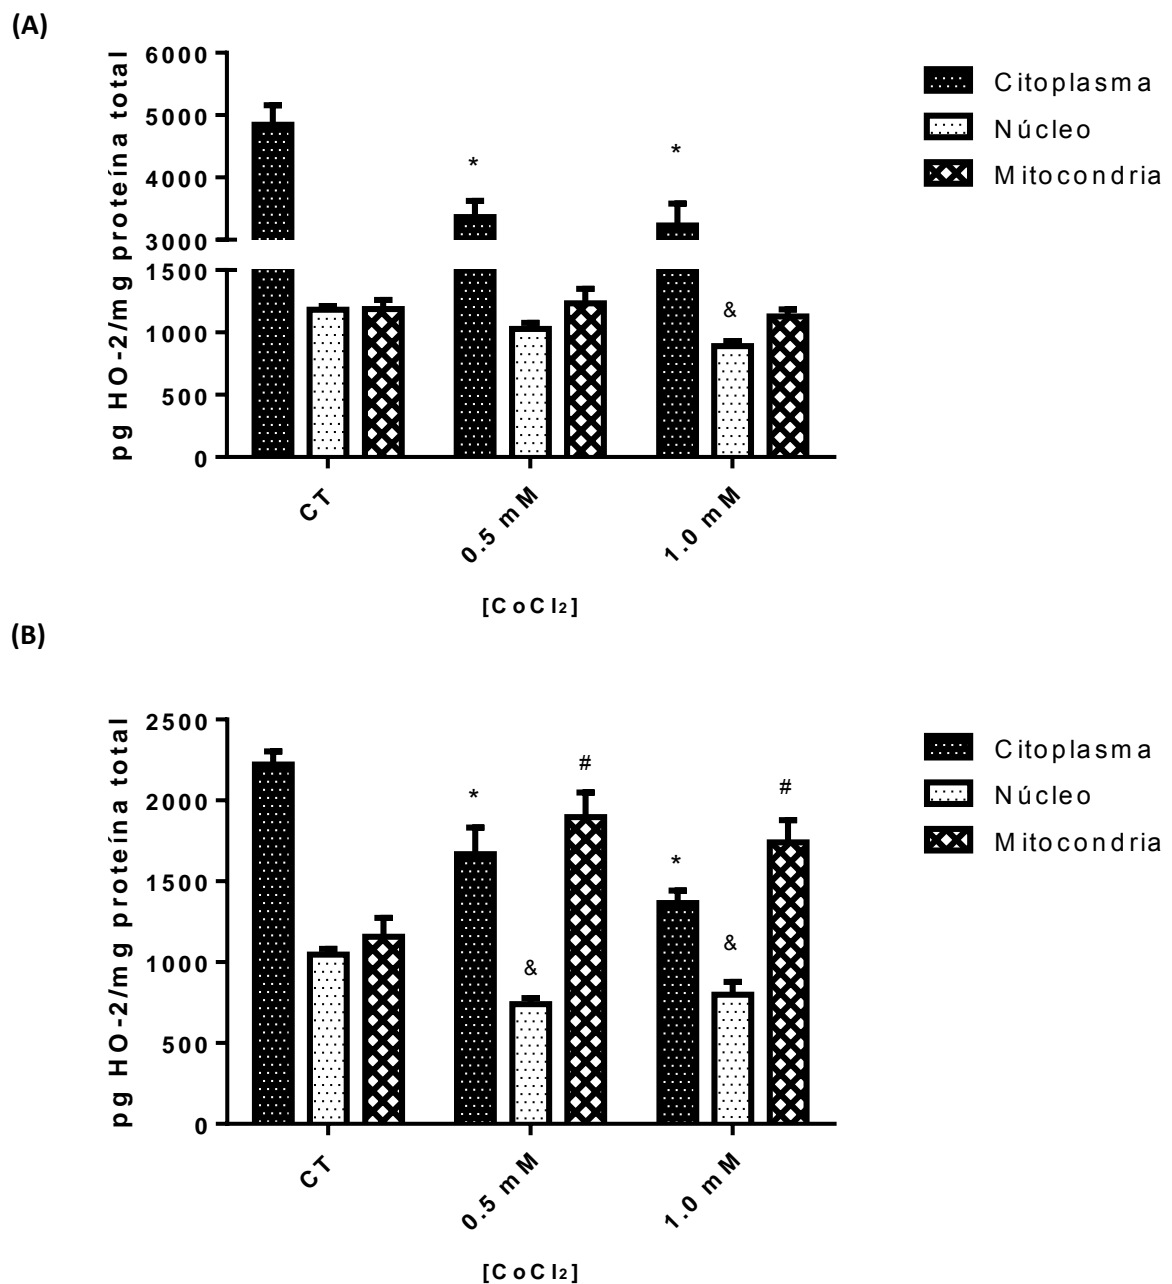 (A)
pg HO-2/mg proteína total
6000
5000
4000
3000
1500
1000
500
0
*
*
&
CT
0.5 mM
1.0 mM
[CoCl₂]
Citoplasma
Núcleo
Mitocondria
(B)
pg HO-2/mg proteína total
2500
2000
1500
1000
500
0
*
&
#
*
&
#
CT
0.5 mM
1.0 mM
[CoCl₂]
Citoplasma
Núcleo
Mitocondria